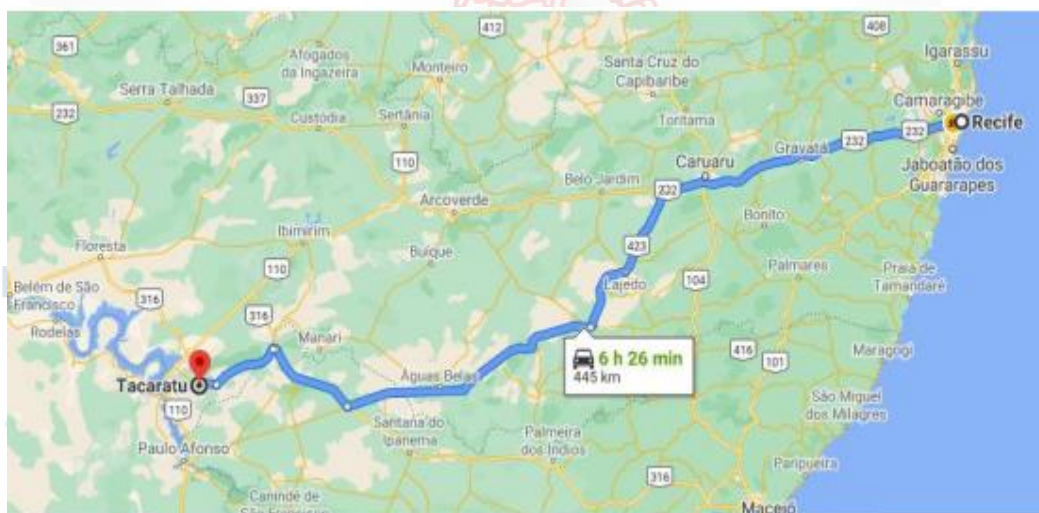 412
408
361
Afogados
da Ingazeira
Monteiro
Santa Cruz do
Capibaribe
Igarassu
Serra Talhada
337
Camaragibe
232
Custódia
Sertânia
Toritama
232
Recife
Gravatá
232
110
Caruaru
Jaboatão dos
Guararapes
Belo Jardim
232
Arcoverde
Bonito
Floresta
Ibimirim
423
Buíque
Palmares
Praia de
Tamandaré
110
104
Lajedo
Belém de São
Francisco
316
Rodelas
316
Manari
6 h 26 min
445 km
416
101
Maragogi
Tacaratu
Águas Belas
110
São Miguel
dos Milagres
Santana do
Ipanema
Palmeira
dos Índios
Paulo Afonso
316
Paripueira
Canindé de
São Francisco
Maceió